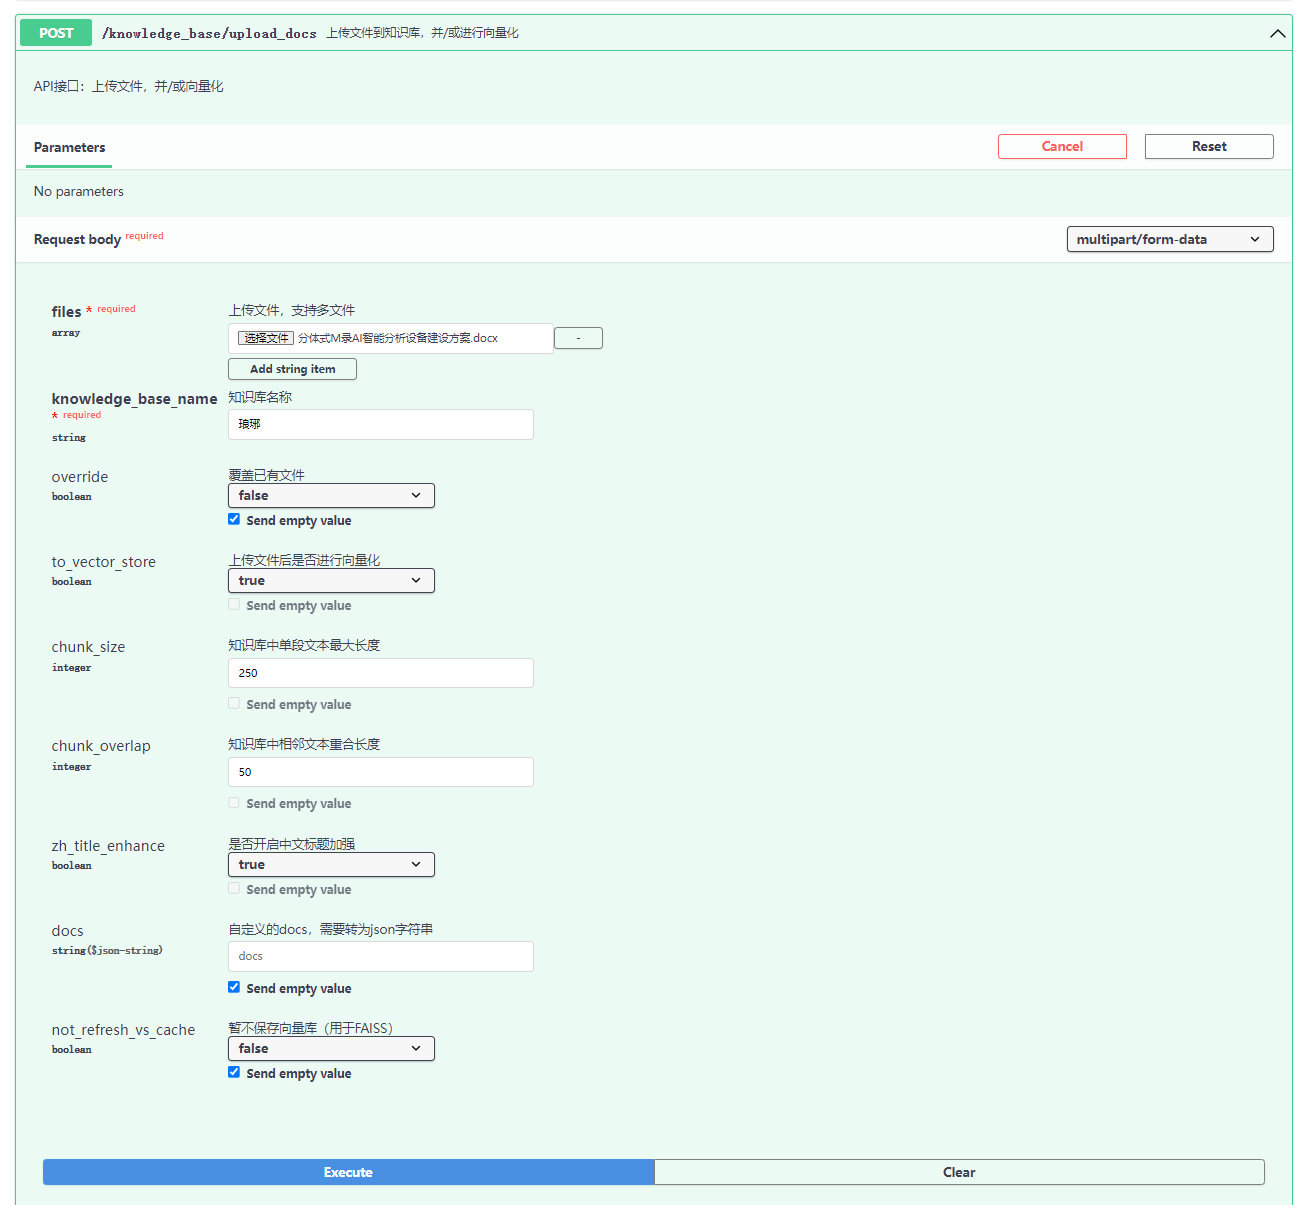 POST /knowledge_base/upload_docs 上传文件到知识库，并/或进行向量化
API接口：上传文件，并/或向量化
Parameters
Cancel
Reset
No parameters
Request body required
multipart/form-data
files * required
array
上传文件，支持多文件
选择文件 分体式M录AI智能分析设备建设方案.docx
-
Add string item
knowledge_base_name
* required
string
知识库名称
琅琊
override
boolean
覆盖已有文件
false
Send empty value
to_vector_store
boolean
上传文件后是否进行向量化
true
Send empty value
chunk_size
integer
知识库中单段文本最大长度
250
Send empty value
chunk_overlap
integer
知识库中相邻文本重合长度
50
Send empty value
zh_title_enhance
boolean
是否开启中文标题加强
true
Send empty value
docs
string($json-string)
自定义的docs，需要转为json字符串
docs
Send empty value
not_refresh_vs_cache
boolean
暂不保存向量库（用于FAISS）
false
Send empty value
Execute
Clear